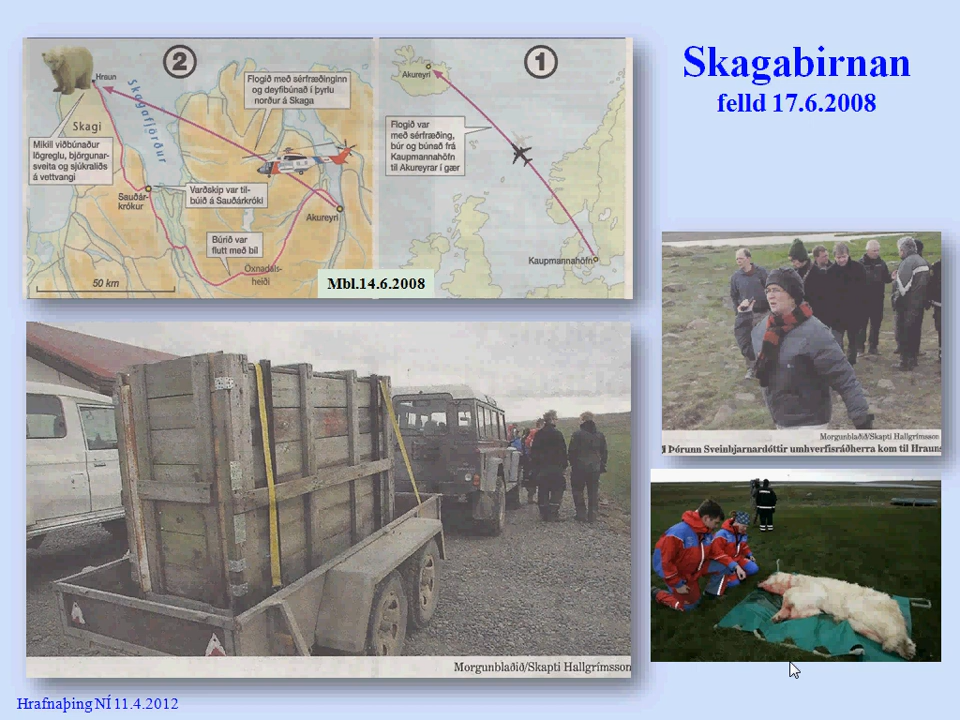 Skagabirnan
felld 17.6.2008
2
Hraun
Skagafjörður
Skagi
Flogið með sérfræðinginn
og deyfibúnað í þyrlu
norður á Skaga
Mikill viðbúnaður
lögreglu, björgunar-
sveita og sjúkraliðs
á vettvangi
Sauðár-
krókur
Varðskip var til-
búið á Sauðárkróki
Akureyri
Búrið var
flutt með bíl
Öxnadals-
heiði
50 km
1
Akureyri
Flogið var
með sérfræðing,
búr og búnað frá
Kaupmannahöfn
til Akureyrar í gær
Kaupmannahöfn
Mbl.14.6.2008
Morgunblaðið/Skapti Hallgrímsson
Þórunn Sveinbjarnardóttir umhverfisráðherra kom til Hrauns
Morgunblaðið/Skapti Hallgrímsson
Hrafnaþing NÍ 11.4.2012